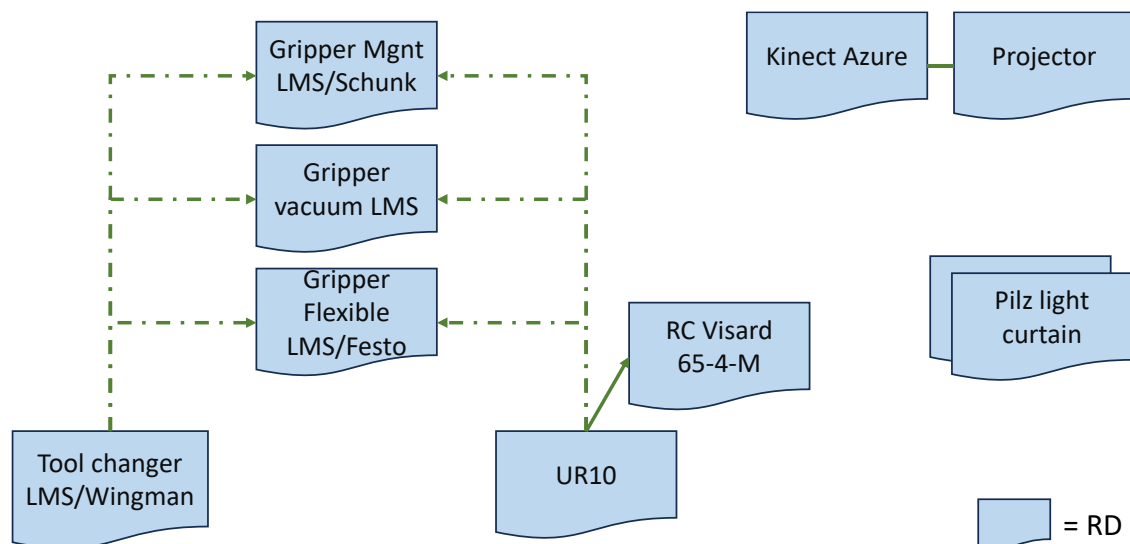 Gripper Mgnt
LMS/Schunk
Kinect Azure
Projector
Gripper
vacuum LMS
Gripper
Flexible
LMS/Festo
RC Visard
65-4-M
Pilz light
curtain
Tool changer
LMS/Wingman
UR10
= RD